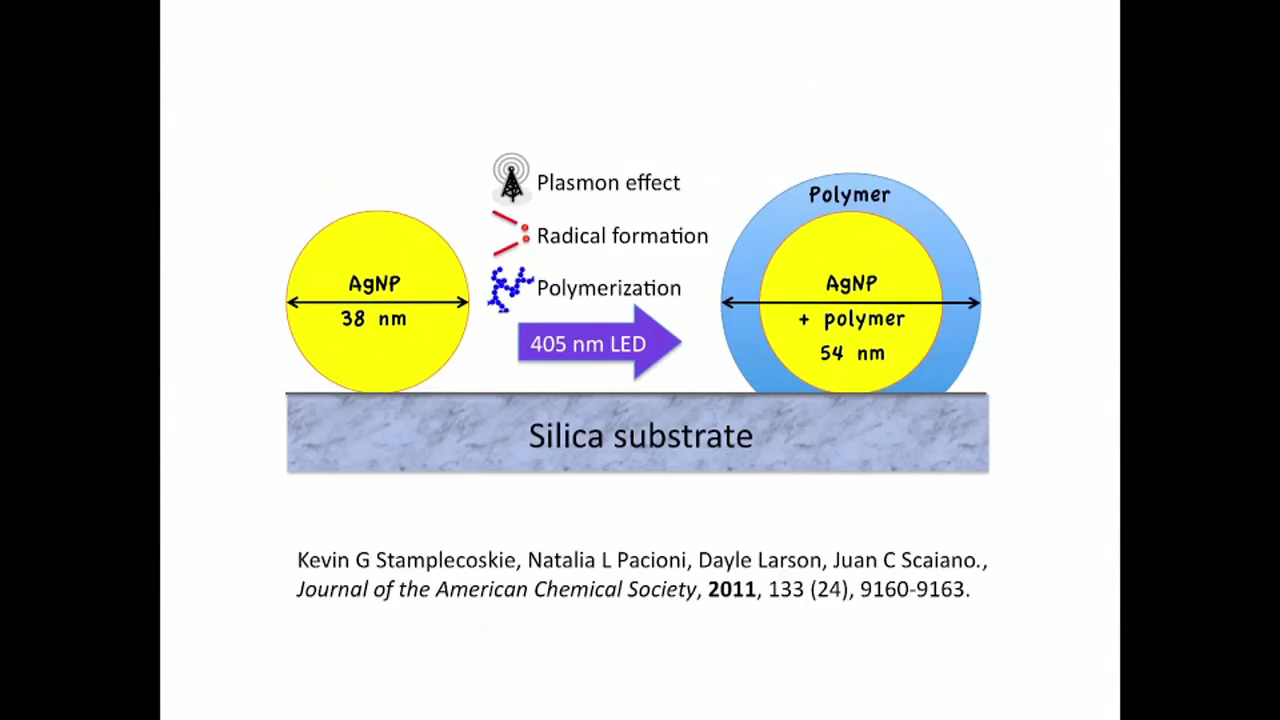 Plasmon effect
Radical formation
Polymerization
405 nm LED
AgNP
38 nm
Polymer
AgNP
+ polymer
54 nm
Silica substrate
Kevin G Stamplecoskie, Natalia L Pacioni, Dayle Larson, Juan C Scaiano.,
Journal of the American Chemical Society, 2011, 133 (24), 9160-9163.